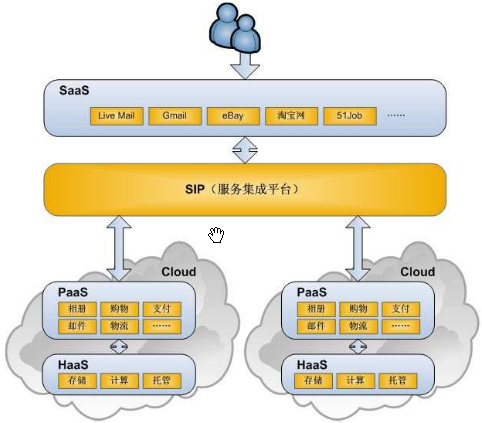 SaaS
Live Mail Gmail eBay 淘宝网 51Job ······
SIP（服务集成平台）
Cloud
PaaS
相册 购物 支付
邮件 物流 ······
HaaS
存储 计算 托管
Cloud
PaaS
相册 购物 支付
邮件 物流 ······
HaaS
存储 计算 托管